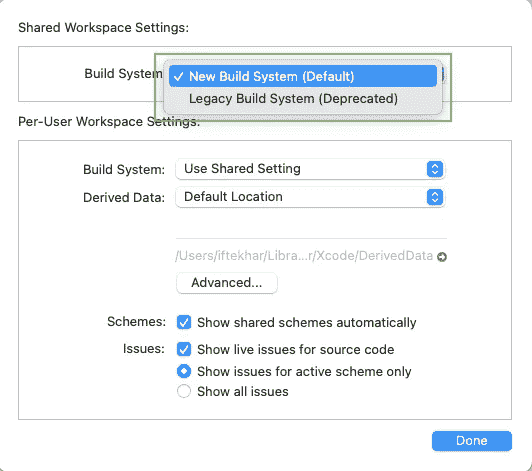 Shared Workspace Settings:
Build System
New Build System (Default)
Legacy Build System (Deprecated)
Per-User Workspace Settings:
Build System: Use Shared Setting
Derived Data: Default Location
/Users/iftekhar/Libra...r/Xcode/DerivedData
Advanced...
Schemes: Show shared schemes automatically
Issues: Show live issues for source code
Show issues for active scheme only
Show all issues
Done